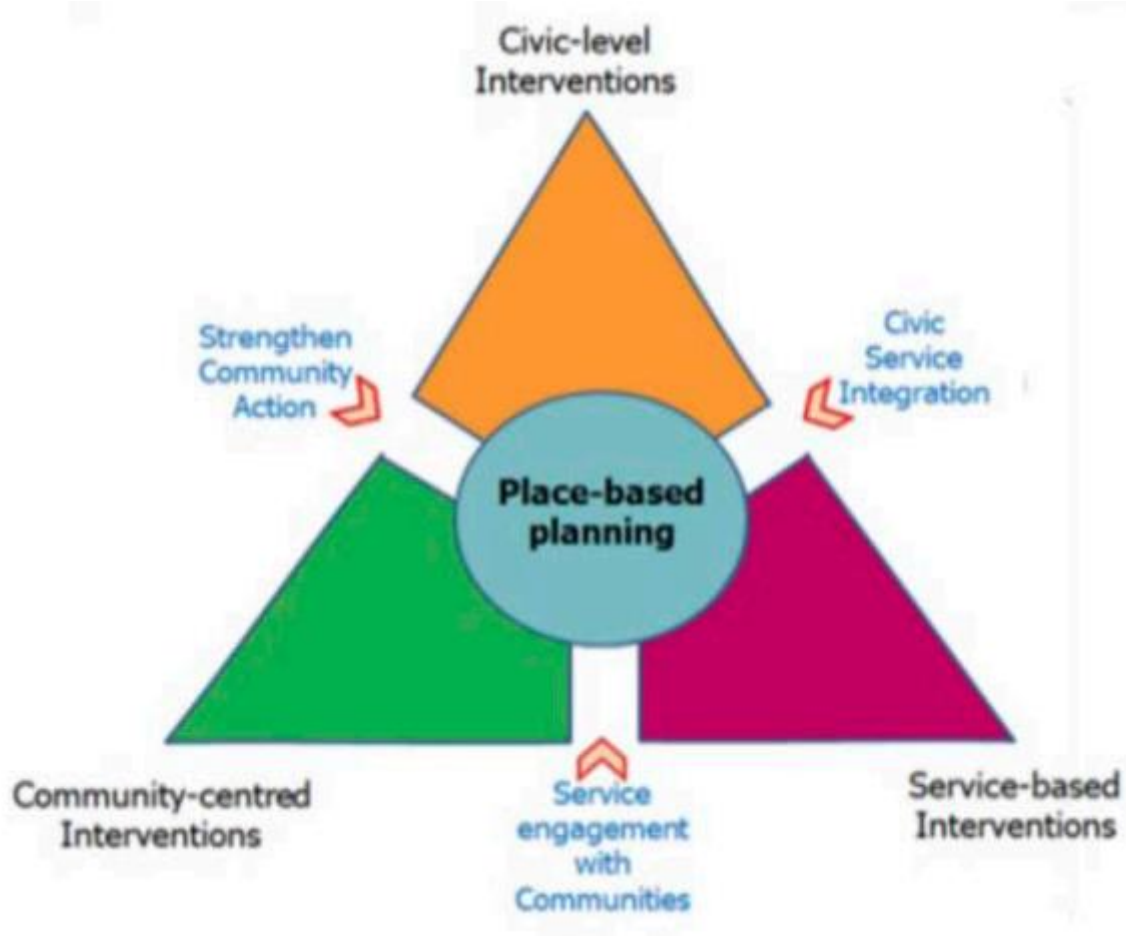 Civic-level
Interventions
Strengthen
Community
Action
Civic
Service
Integration
Place-based
planning
Community-centred
Interventions
Service
engagement
with
Communities
Service-based
Interventions